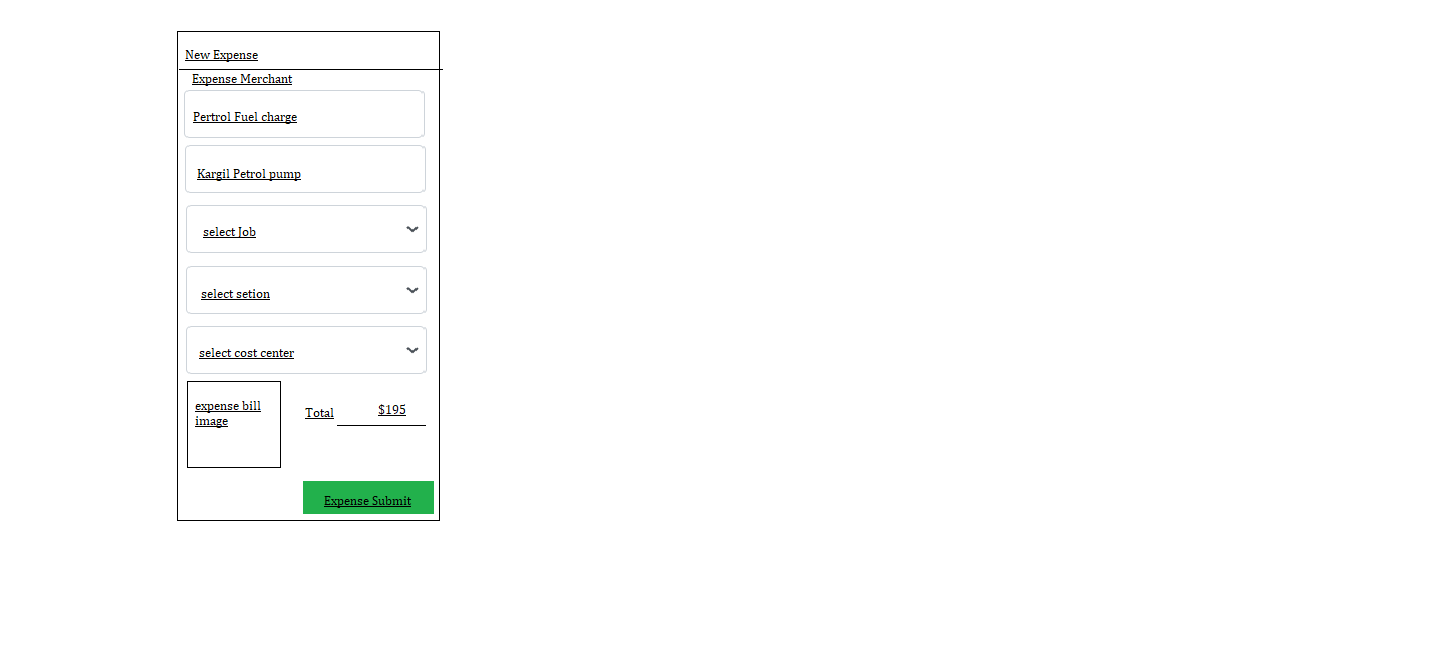 New Expense
Expense Merchant
Pertrol Fuel charge
Kargil Petrol pump
select Job
select setion
select cost center
expense bill
image
Total $195
Expense Submit